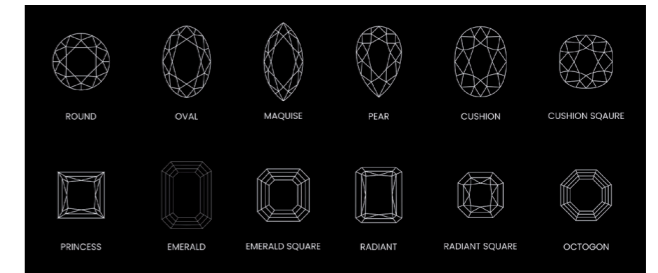 ROUND
OVAL
MAQUISE
PEAR
CUSHION
CUSHION SQAURE
PRINCESS
EMERALD
EMERALD SQUARE
RADIANT
RADIANT SQUARE
OCTOGON